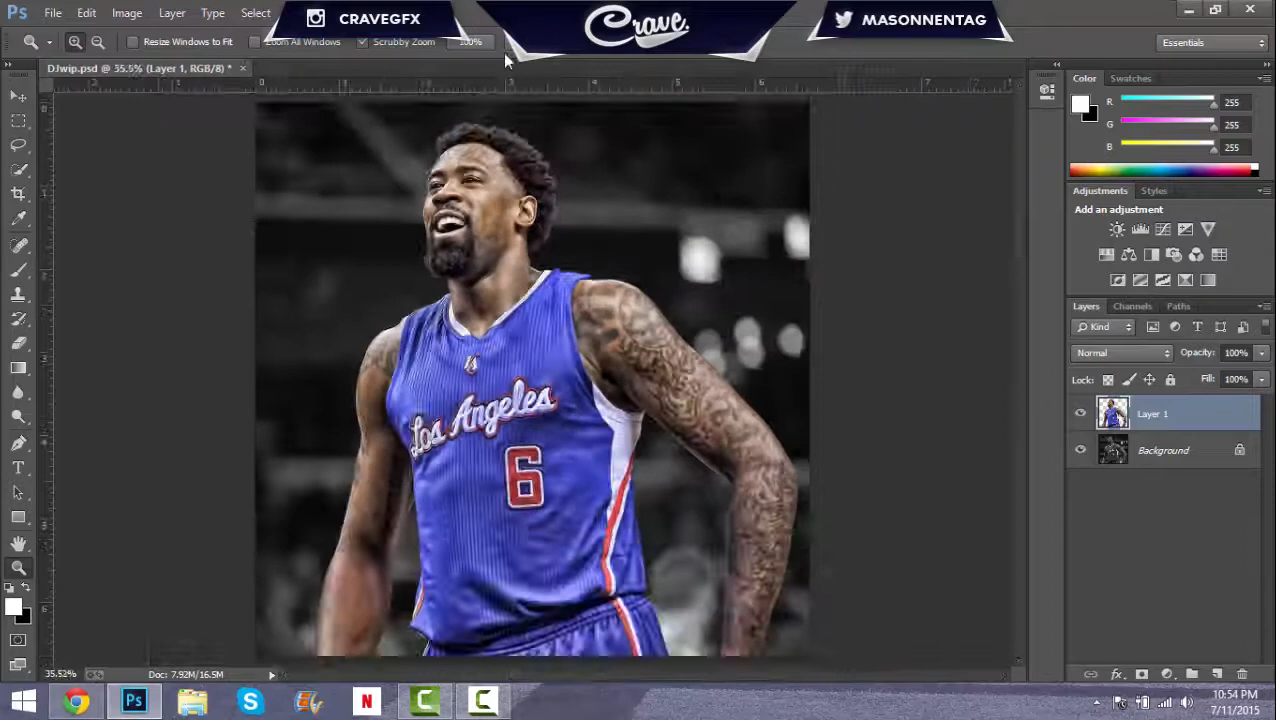 Ps File Edit Image Layer Type Select
CRAVEGFX
Crave.
MASONNENTAG
Resize Windows to Fit
Zoom All Windows
Scrubby Zoom
100%
Essentials
DJwip.psd @ 35.5% (Layer 1, RGB/8) *
Color Swatches
R 255
G 255
B 255
Adjustments Styles
Add an adjustment
Layers Channels Paths
Kind
Normal Opacity: 100%
Lock: Fill: 100%
Layer 1
Background
Los Angeles
6
35.52% Doc: 7.92M/16.5M
Ps
N
10:54 PM
7/11/2015